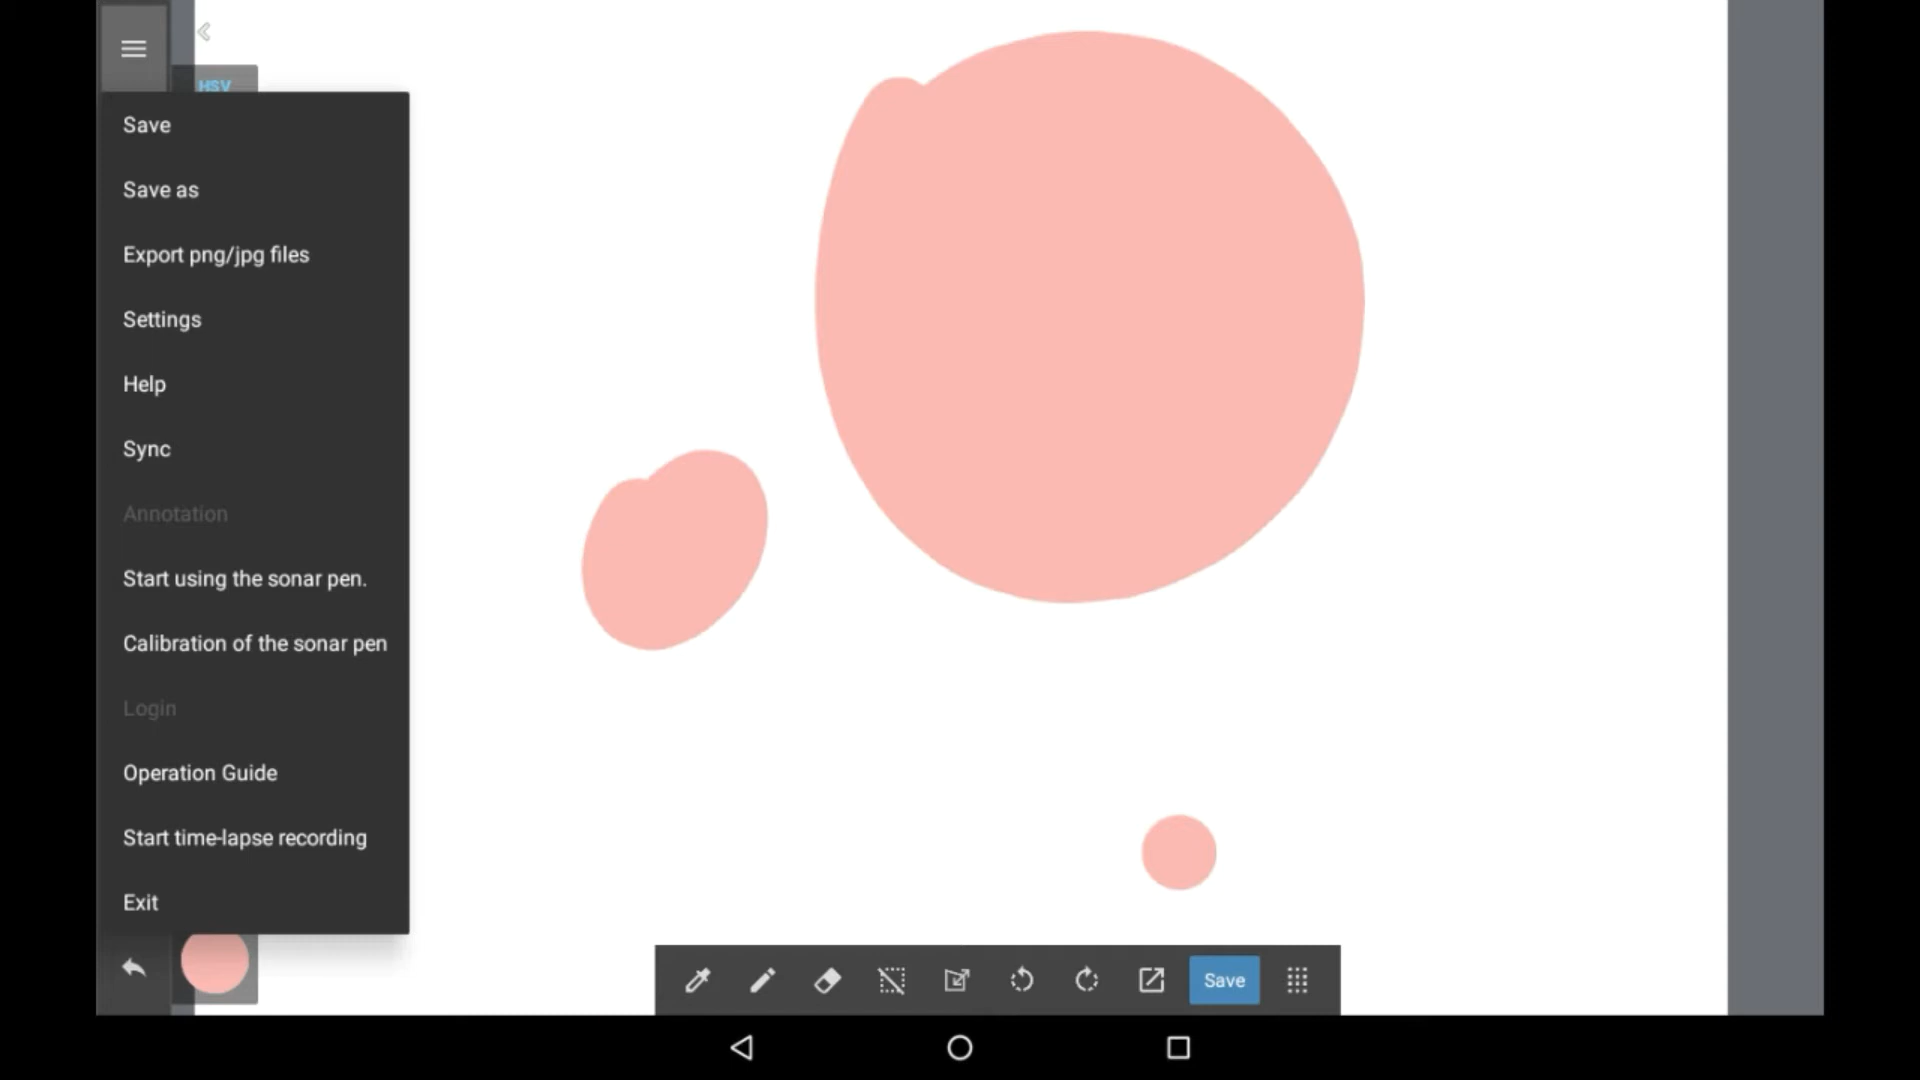 HSV
Save
Save as
Export png/jpg files
Settings
Help
Sync
Annotation
Start using the sonar pen.
Calibration of the sonar pen
Login
Operation Guide
Start time-lapse recording
Exit
Save